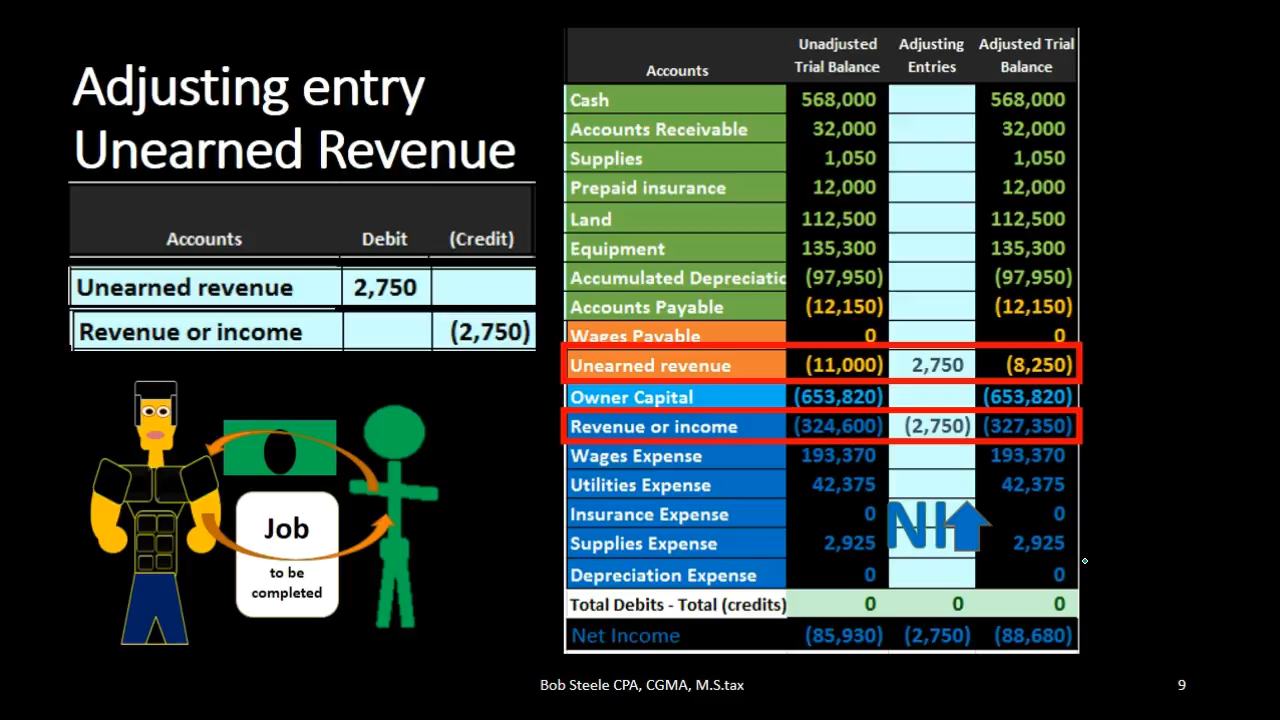 Adjusting entry
Unearned Revenue
Accounts Debit (Credit)
Unearned revenue 2,750
Revenue or income (2,750)
Job
to be
completed
Unadjusted Adjusting Adjusted Trial
Accounts Trial Balance Entries Balance
Cash 568,000 568,000
Accounts Receivable 32,000 32,000
Supplies 1,050 1,050
Prepaid insurance 12,000 12,000
Land 112,500 112,500
Equipment 135,300 135,300
Accumulated Depreciatic (97,950) (97,950)
Accounts Payable (12,150) (12,150)
Wages Payable 0 0
Unearned revenue (11,000) 2,750 (8,250)
Owner Capital (653,820) (653,820)
Revenue or income (324,600) (2,750) (327,350)
Wages Expense 193,370 193,370
Utilities Expense 42,375 42,375
Insurance Expense 0 NI 0
Supplies Expense 2,925 2,925
Depreciation Expense 0 0
Total Debits - Total (credits) 0 0 0
Net Income (85,930) (2,750) (88,680)
Bob Steele CPA, CGMA, M.S.tax 9